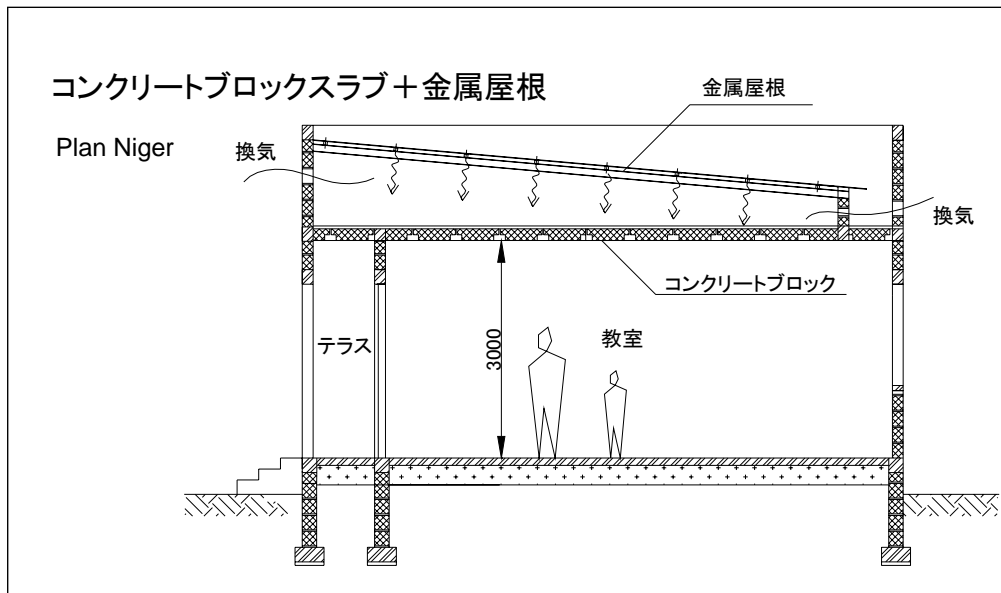 コンクリートブロックスラブ＋金属屋根
金属屋根
Plan Niger
換気
換気
コンクリートブロック
テラス
3000
教室